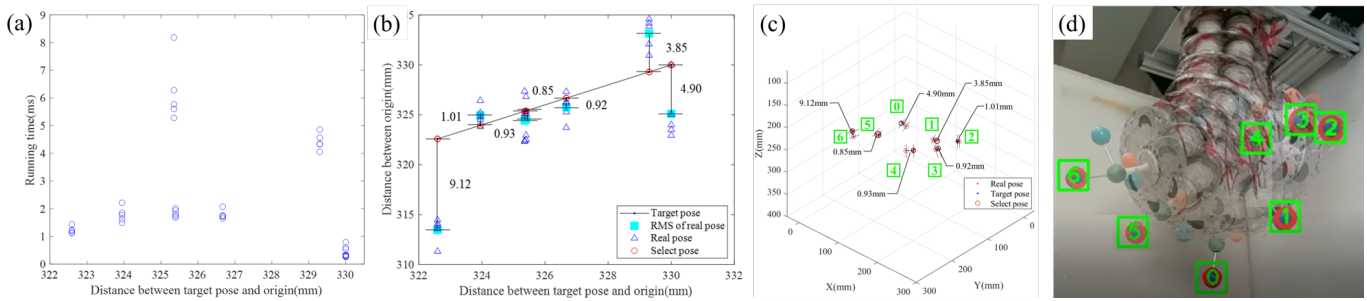 (a)
9
8
7
6
5
4
3
2
1
0
322 323 324 325 326 327 328 329 330 331
Running time(ms)
Distance between target pose and origin(mm)
(b)
335
330
325
320
315
310
322 324 326 328 330 332
Distance between origin(mm)
Distance between target pose and origin(mm)
3.85
4.90
0.85
0.92
1.01
0.93
9.12
Target pose
RMS of real pose
Real pose
Select pose
(c)
100
150
200
250
300
350
400
Z(mm)
0
100
200
300
X(mm)
0
100
200
300
Y(mm)
9.12mm
4.90mm
3.85mm
1.01mm
0.85mm
0.93mm
0.92mm
0
1
2
3
4
5
6
Real pose
Target pose
Select pose
(d)
3
2
4
6
1
5
0